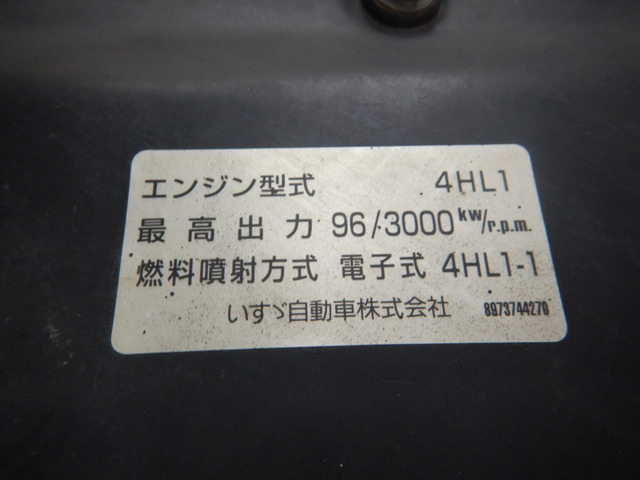 エンジン型式 4HL1
最高出力 96/3000 kw/r.p.m.
燃料噴射方式 電子式 4HL1-1
いすゞ自動車株式会社 8973744270